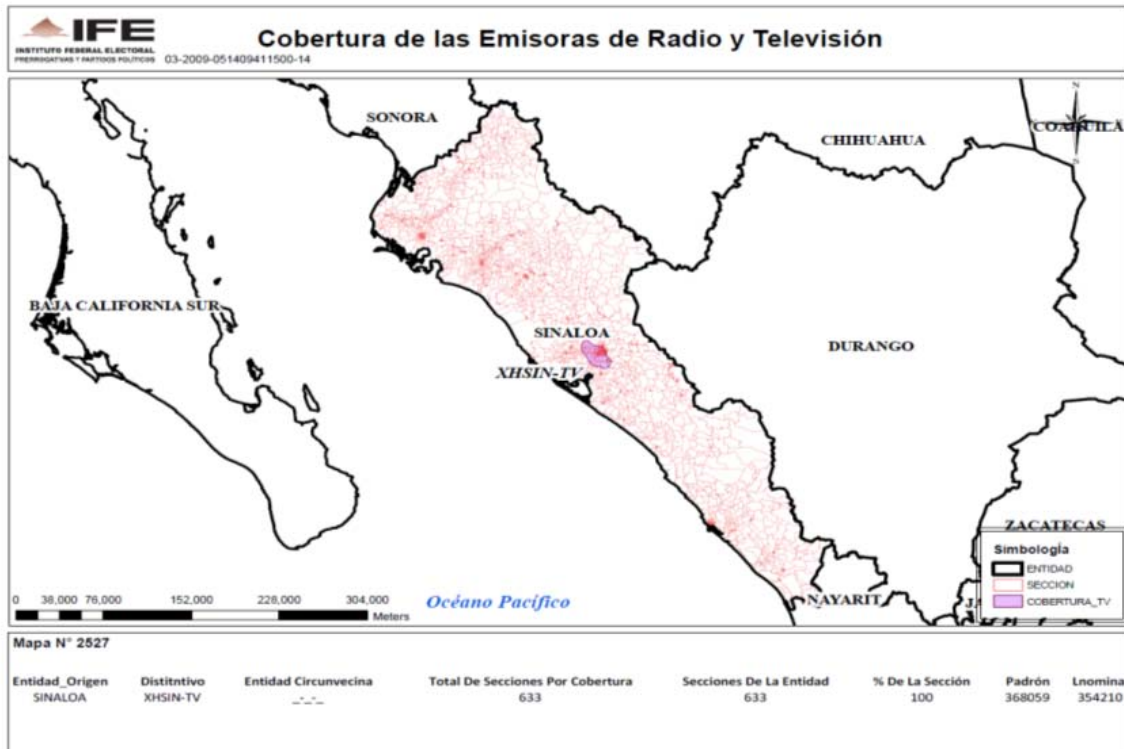 IFE
INSTITUTO FEDERAL ELECTORAL
PRERROGATIVAS Y PARTIDOS POLÍTICOS
03-2009-051409411500-14
Cobertura de las Emisoras de Radio y Televisión
SONORA
CHIHUAHUA
N
COAHUILA
BAJA CALIFORNIA SUR
SINALOA
DURANGO
XHSIN-TV
ZACATECAS
NAYARIT
Simbología
ENTIDAD
SECCION
COBERTURA_TV
0 38,000 76,000 152,000 228,000 304,000
Meters
Océano Pacífico
Mapa N° 2527
Entidad_Origen Distitntivo Entidad Circunvecina Total De Secciones Por Cobertura Secciones De La Entidad % De La Sección Padrón Lnomina
SINALOA XHSIN-TV _-_-_ 633 633 100 368059 354210